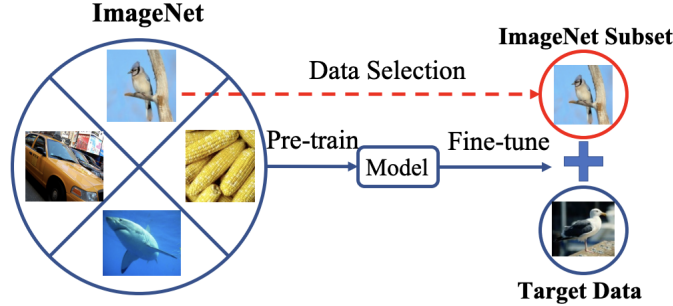 ImageNet
ImageNet Subset
Data Selection
Pre-train
Model
Fine-tune
Target Data